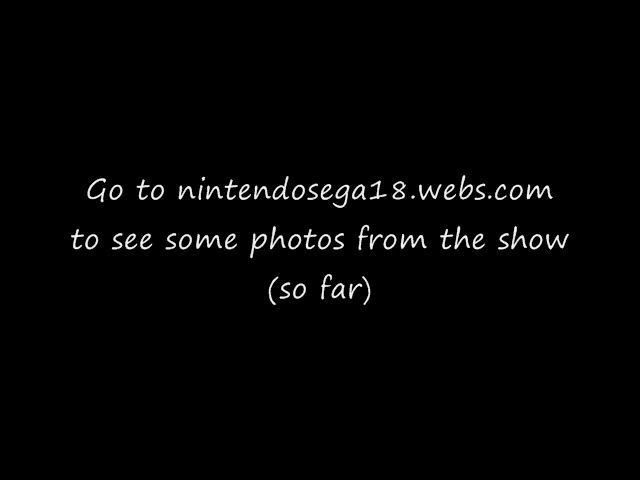 Go to nintendosega18.webs.com
to see some photos from the show
(so far)